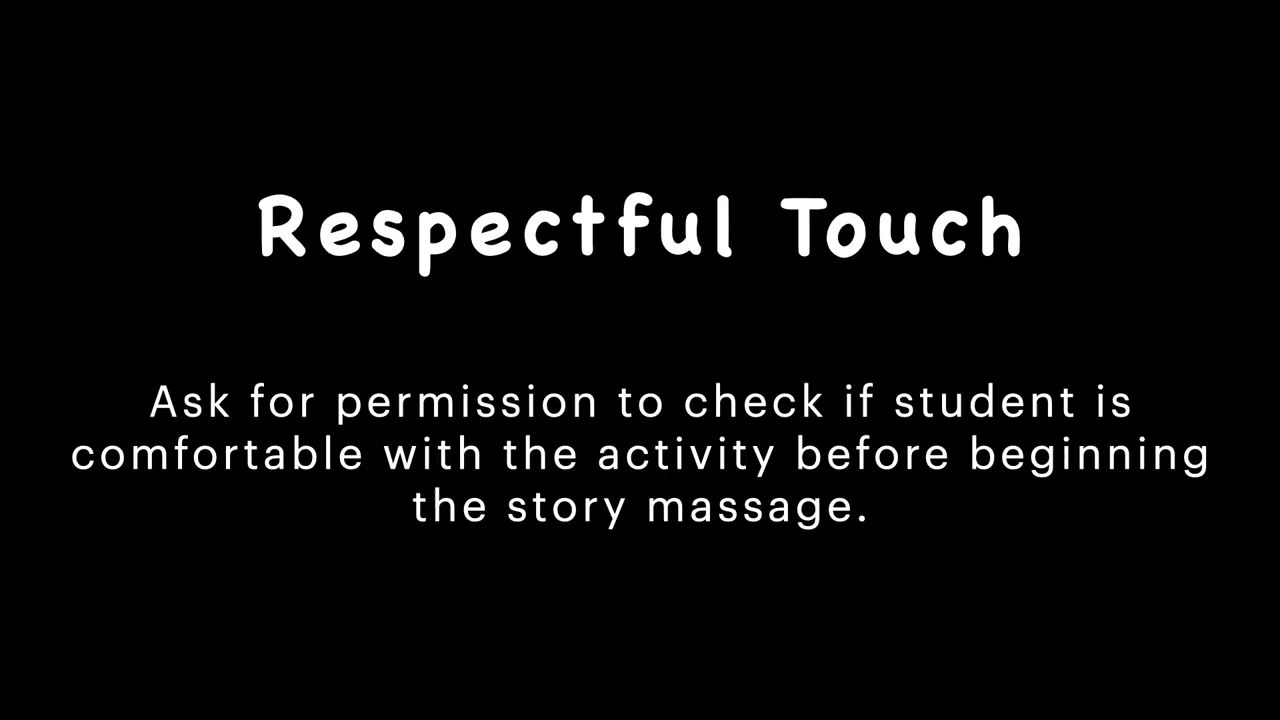 Respectful Touch
Ask for permission to check if student is
comfortable with the activity before beginning
the story massage.